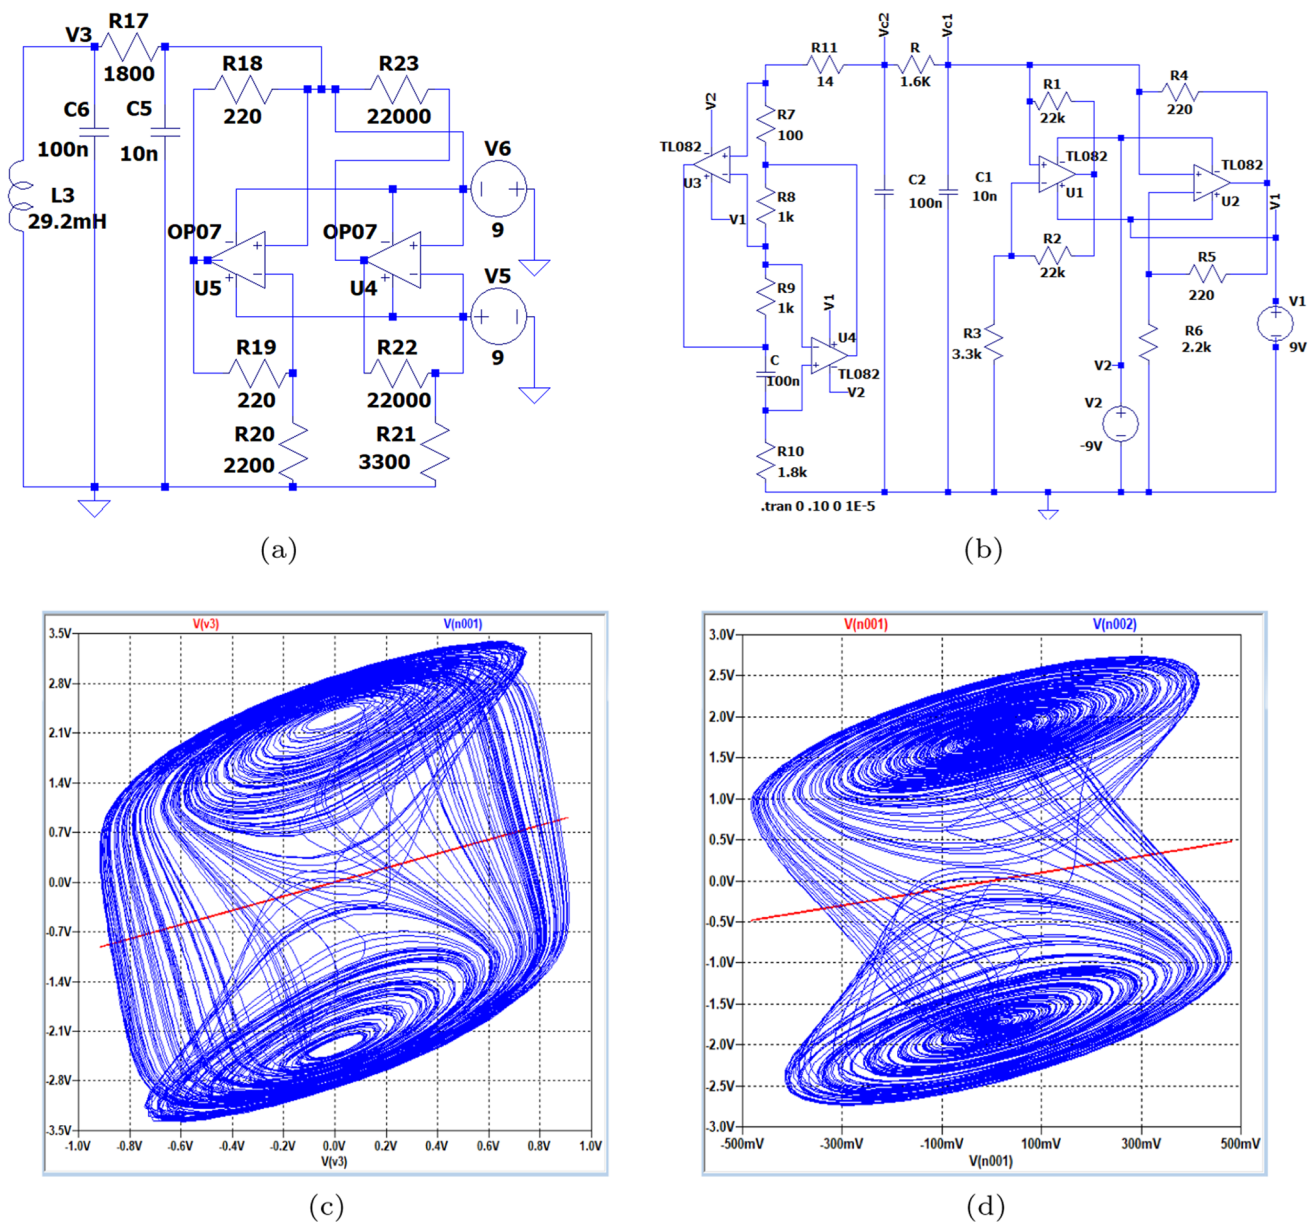 V3 R17
1800
R18
220
R23
22000
C6
100n
C5
10n
L3
29.2mH
V6
− +
9
OP07
− +
+ −
U5
OP07
− +
+ −
U4
V5
+ −
9
R19
220
R22
22000
R20
2200
R21
3300
(a)
Vc2 Vc1
R11
14
R
1.6K
R1
22k
R4
220
V2
R7
100
TL082
U3
V1
R8
1k
R9
1k
V1
U4
TL082
V2
C
100n
R10
1.8k
C2
100n
C1
10n
TL082
U1
TL082
U2
R2
22k
R3
3.3k
R5
220
R6
2.2k
V1
V1
9V
V2
V2
-9V
.tran 0 .10 0 1E-5
(b)
V(v3) V(n001)
3.5V
2.8V
2.1V
1.4V
0.7V
0.0V
-0.7V
-1.4V
-2.1V
-2.8V
-3.5V
-1.0V -0.8V -0.6V -0.4V -0.2V 0.0V 0.2V 0.4V 0.6V 0.8V 1.0V
V(v3)
(c)
V(n001) V(n002)
3.0V
2.5V
2.0V
1.5V
1.0V
0.5V
0.0V
-0.5V
-1.0V
-1.5V
-2.0V
-2.5V
-3.0V
-500mV -300mV -100mV 100mV 300mV 500mV
V(n001)
(d)